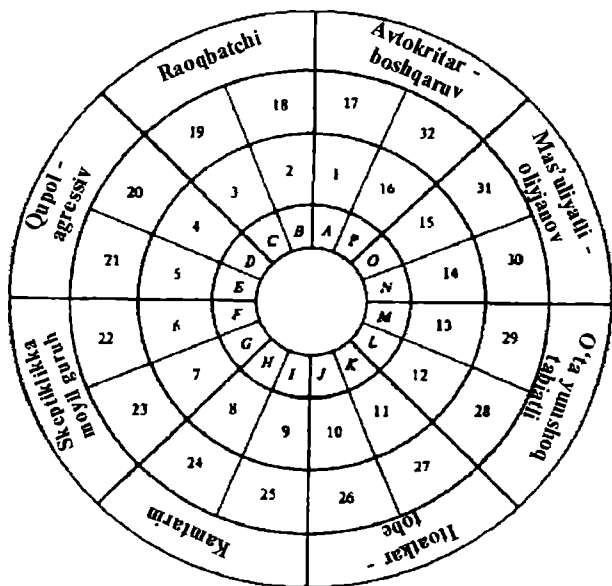 Raoqbatchi
Avtokritar -
boshqaruv
Mas'uliyatli -
oliyjanov
O'ta yumshoq
tabiatli
Itoatkar -
tobe
Kamtarin
Skeptiklikka
moyil guruh
Qupol -
agressiv
17
32
31
30
29
28
27
26
25
24
23
22
21
20
19
18
1
16
15
14
13
12
11
10
9
8
7
6
5
4
3
2
A
P
O
N
M
L
K
J
I
H
G
F
E
D
C
B